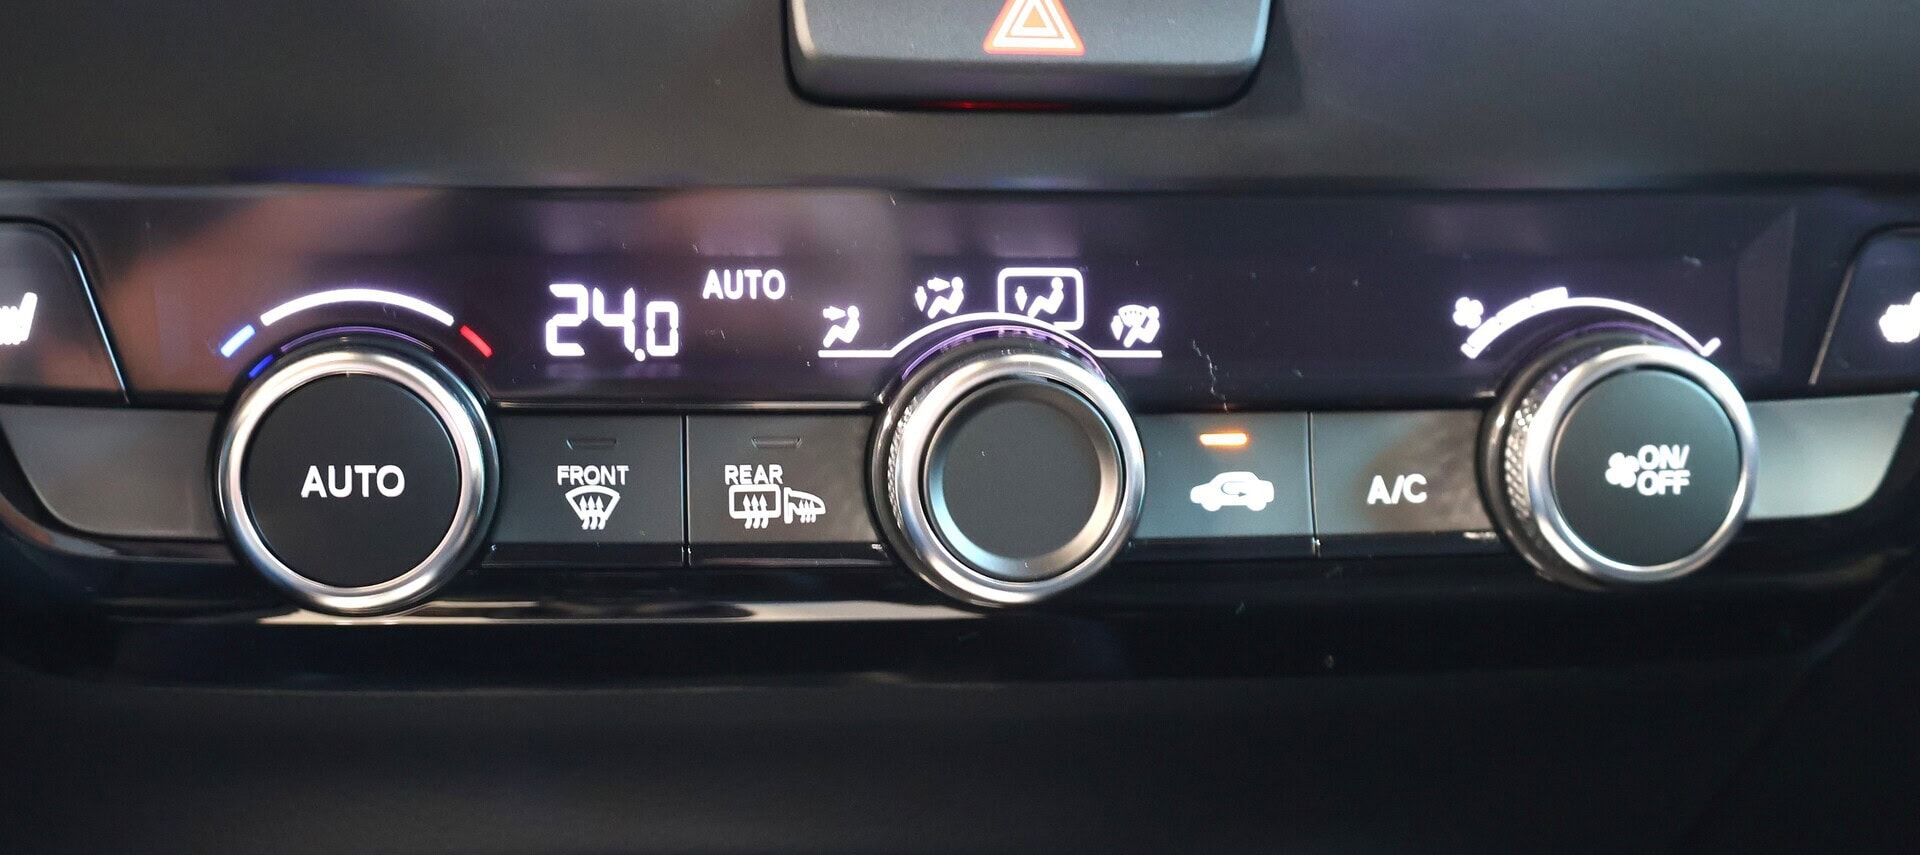 24.0
AUTO
AUTO
FRONT
REAR
A/C
ON/
OFF